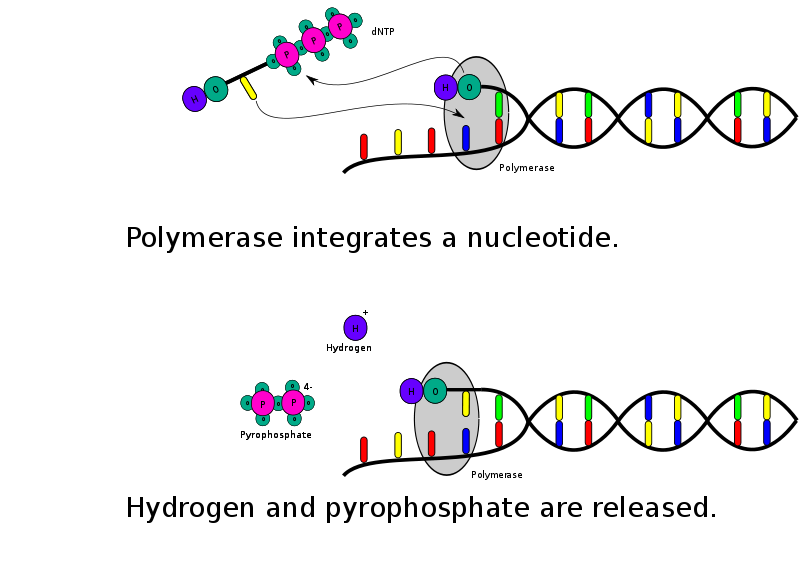 dNTP
P P P
O
H
H O
Polymerase
Polymerase integrates a nucleotide.
+
H
Hydrogen
4-
P P
Pyrophosphate
H O
Polymerase
Hydrogen and pyrophosphate are released.